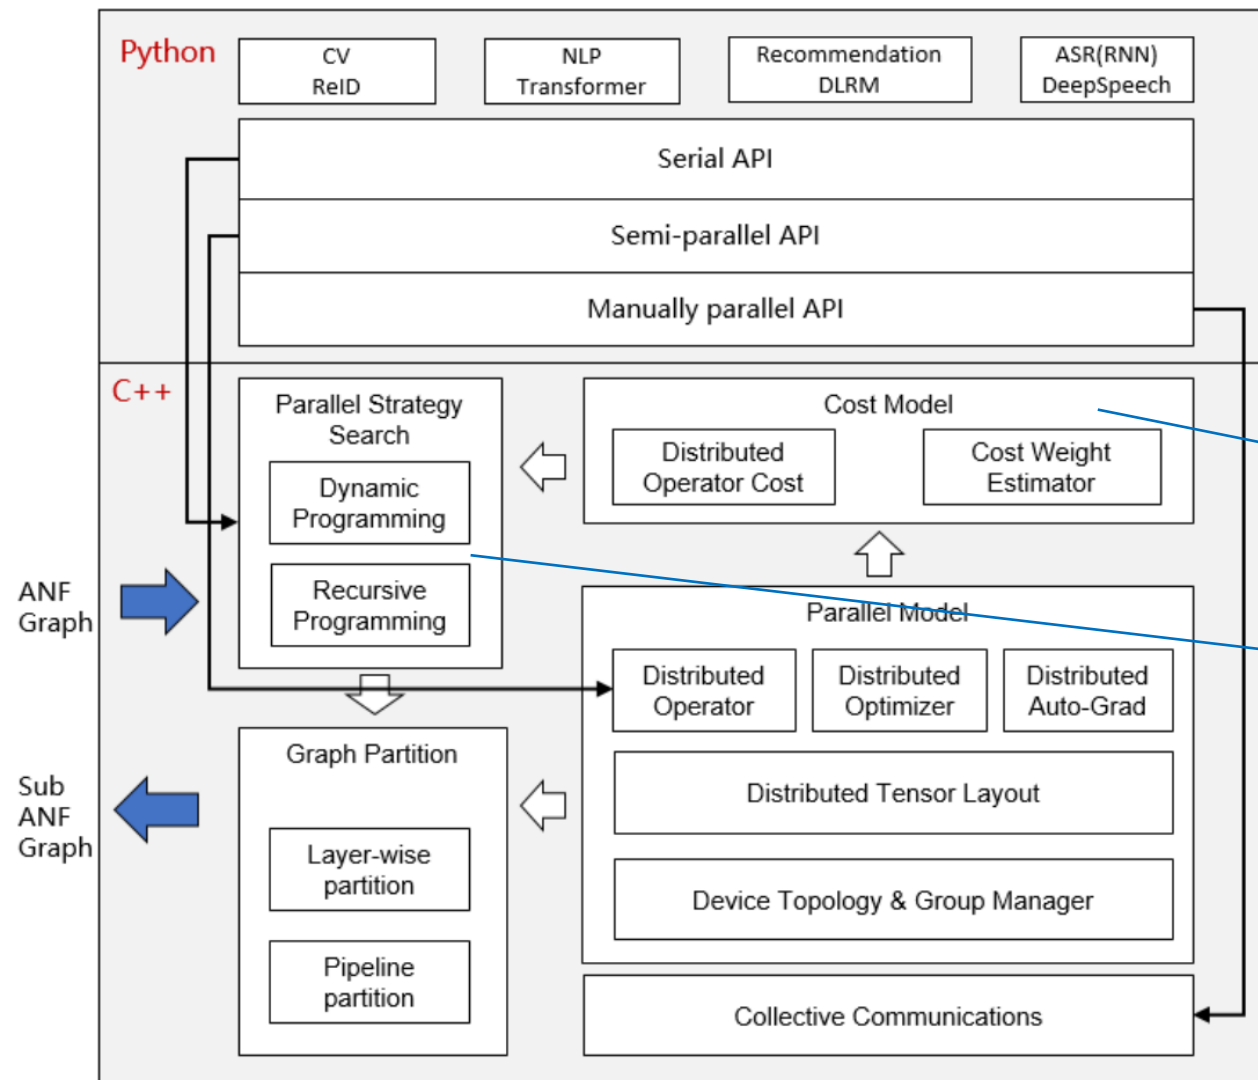 Python
CV
ReID
NLP
Transformer
Recommendation
DLRM
ASR(RNN)
DeepSpeech
Serial API
Semi-parallel API
Manually parallel API
C++
Parallel Strategy
Search
Dynamic
Programming
Recursive
Programming
Cost Model
Distributed
Operator Cost
Cost Weight
Estimator
ANF
Graph
Parallel Model
Distributed
Operator
Distributed
Optimizer
Distributed
Auto-Grad
Distributed Tensor Layout
Device Topology & Group Manager
Graph Partition
Layer-wise
partition
Pipeline
partition
Sub
ANF
Graph
Collective Communications